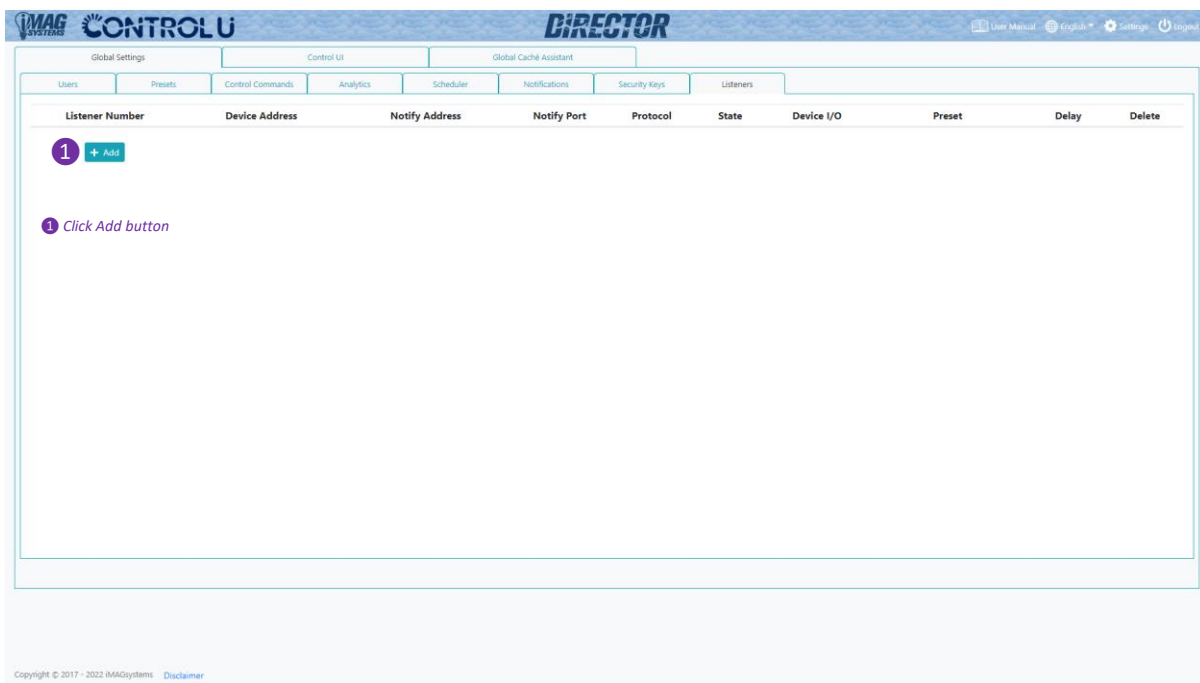 iMAG SYSTEMS CONTROL U DiRECTOR User Manual English Settings Logout
Global Settings Control UI Global Caché Assistant
Users Presets Control Commands Analytics Scheduler Notifications Security Keys Listeners
Listener Number Device Address Notify Address Notify Port Protocol State Device I/O Preset Delay Delete
1 + Add
1 Click Add button
Copyright © 2017 - 2022 iMAGsystems Disclaimer